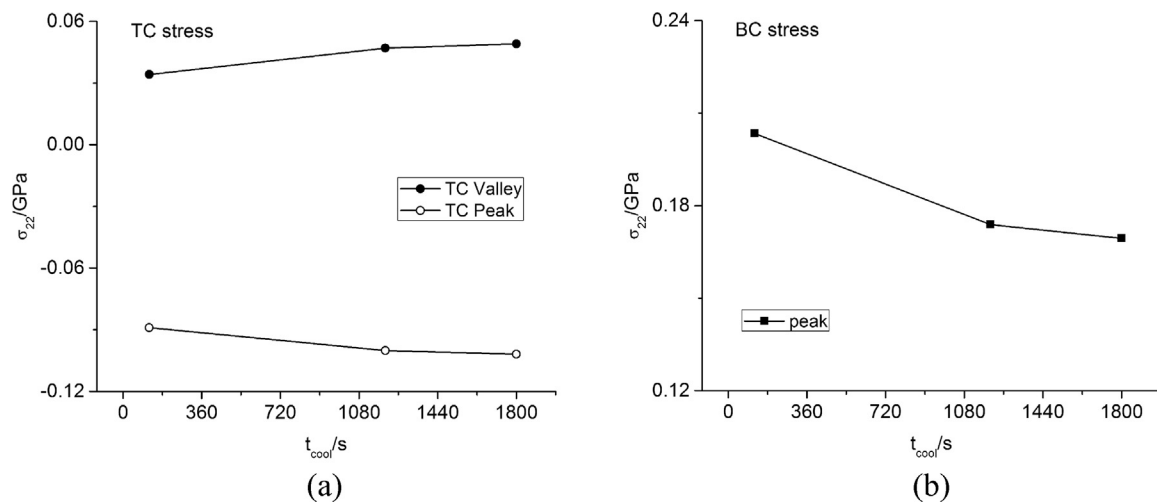 TC stress
0.06
0.00
-0.06
-0.12
σ22/GPa
TC Valley
TC Peak
0 360 720 1080 1440 1800
tcool/s
(a)
BC stress
0.24
0.18
0.12
σ22/GPa
peak
0 360 720 1080 1440 1800
tcool/s
(b)